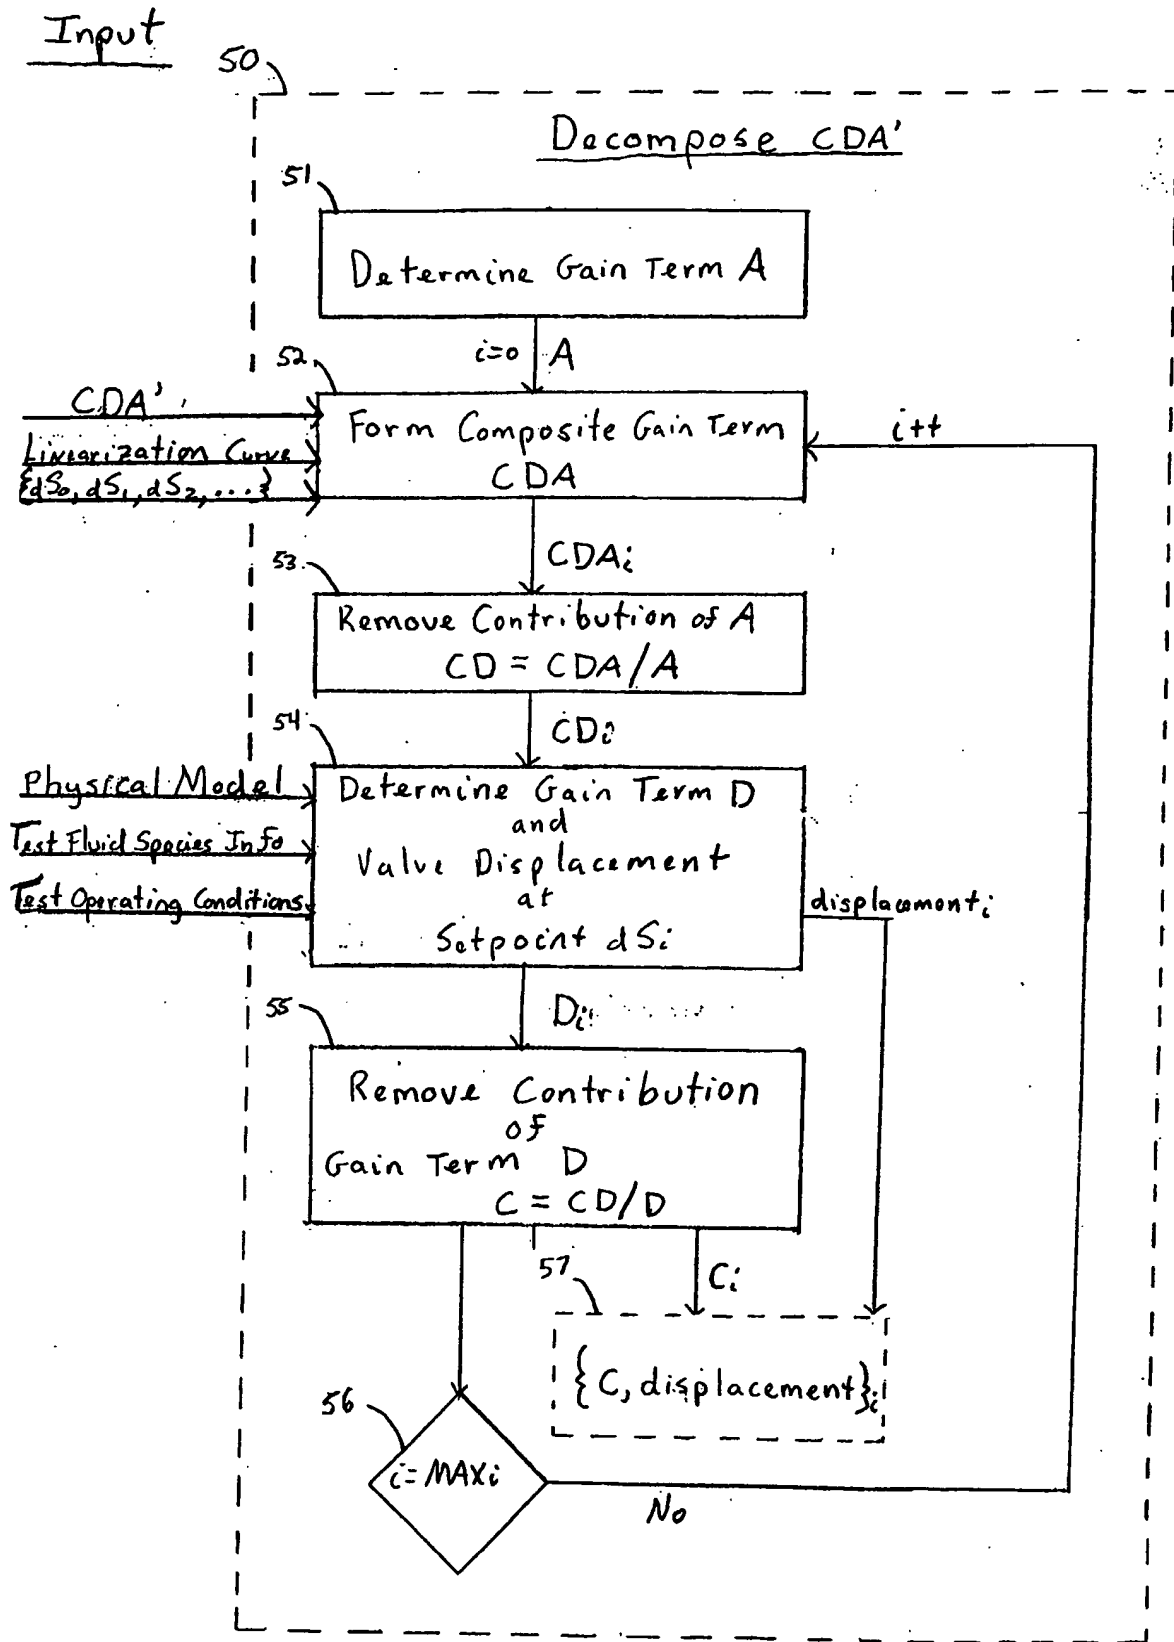 Input
50
Decompose CDA'
51
Determine Gain Term A
i=0 A
52
CDA'
Linearization Curve
{dS₀, dS₁, dS₂, ...}
Form Composite Gain Term
CDA
i++
CDAᵢ
53
Remove Contribution of A
CD = CDA/A
CDᵢ
54
Physical Model
Test Fluid Species Info
Test Operating Conditions
Determine Gain Term D
and
Valve Displacement
at
Setpoint dSᵢ
displacementᵢ
Dᵢ
55
Remove Contribution
of
Gain Term D
C = CD/D
57
Cᵢ
{C, displacement}ᵢ
56
i=MAXi
No